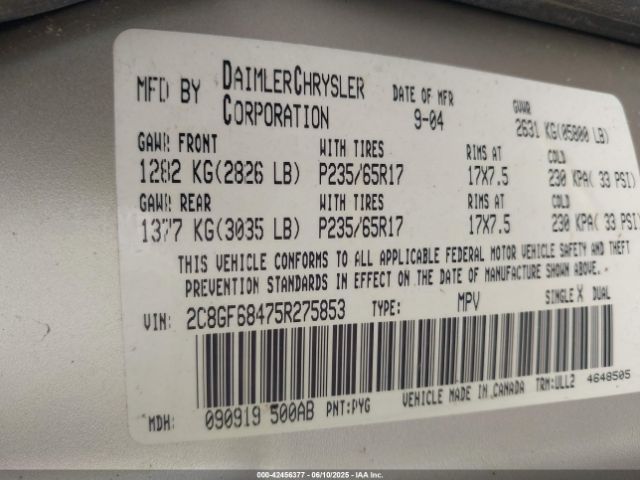 MFD BY DAIMLERCHRYSLER CORPORATION DATE OF MFR 9-04 GVWR 2631 KG(05800 LB)
GAWR FRONT WITH TIRES RIMS AT COLD
1282 KG(2826 LB) P235/65R17 17X7.5 230 KPA( 33 PSI)
GAWR REAR WITH TIRES RIMS AT COLD
1377 KG(3035 LB) P235/65R17 17X7.5 230 KPA( 33 PSI
THIS VEHICLE CONFORMS TO ALL APPLICABLE FEDERAL MOTOR VEHICLE SAFETY AND THEFT
PREVENTION STANDARDS IN EFFECT ON THE DATE OF MANUFACTURE SHOWN ABOVE.
VIN: 2C8GF68475R275853 TYPE: MPV SINGLE X DUAL
MDH: 090919 500AB PNT:PYG VEHICLE MADE IN CANADA TRM:ULL2 4648505
000-42456377 - 06/10/2025 - IAA Inc.